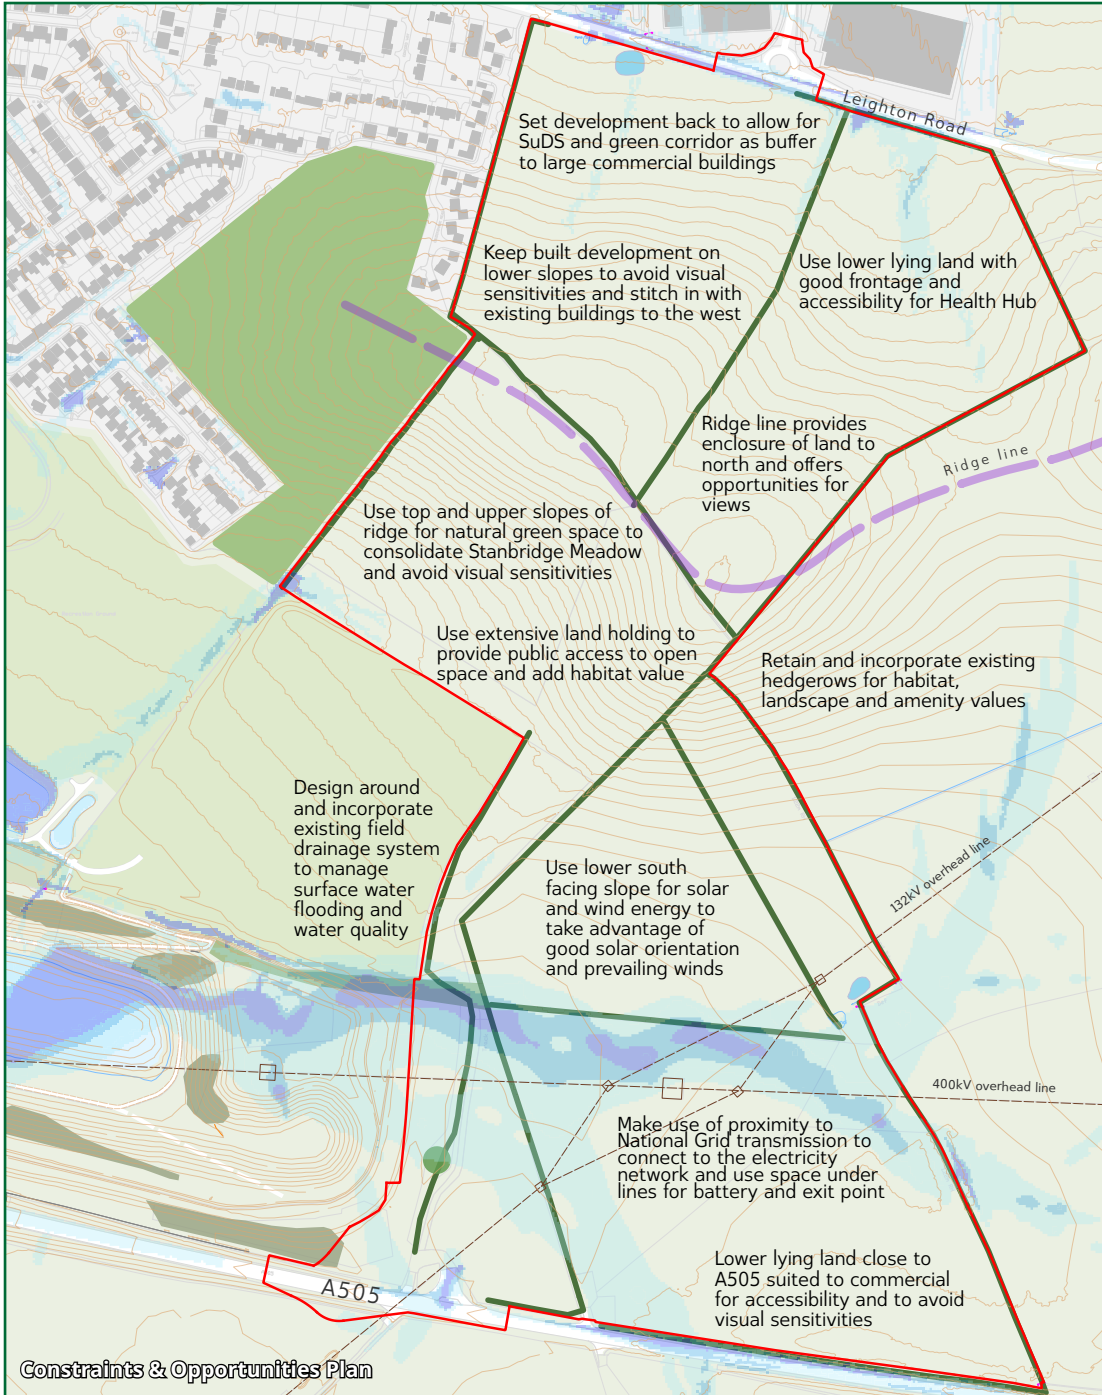 Leighton Road
Set development back to allow for
SuDS and green corridor as buffer
to large commercial buildings
Keep built development on
lower slopes to avoid visual
sensitivities and stitch in with
existing buildings to the west
Use lower lying land with
good frontage and
accessibility for Health Hub
Ridge line provides
enclosure of land to
north and offers
opportunities for
views
Ridge line
Use top and upper slopes of
ridge for natural green space to
consolidate Stanbridge Meadow
and avoid visual sensitivities
Use extensive land holding to
provide public access to open
space and add habitat value
Retain and incorporate existing
hedgerows for habitat,
landscape and amenity values
Design around
and incorporate
existing field
drainage system
to manage
surface water
flooding and
water quality
Use lower south
facing slope for solar
and wind energy to
take advantage of
good solar orientation
and prevailing winds
132kV overhead line
400kV overhead line
Make use of proximity to
National Grid transmission to
connect to the electricity
network and use space under
lines for battery and exit point
Lower lying land close to
A505 suited to commercial
for accessibility and to avoid
visual sensitivities
A505
Constraints & Opportunities Plan